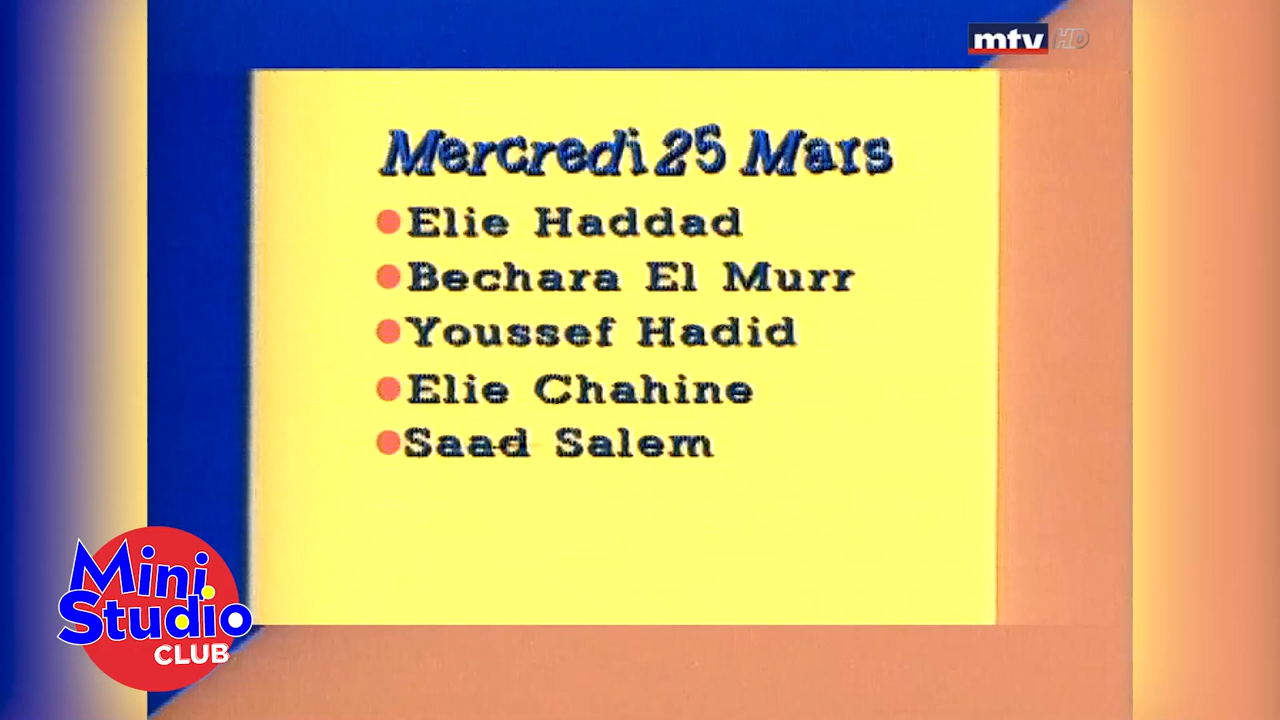 mtv HD
Mercredi 25 Mars
Elie Haddad
Bechara El Murr
Youssef Hadid
Elie Chahine
Saad Salem
Mini
Studio
CLUB